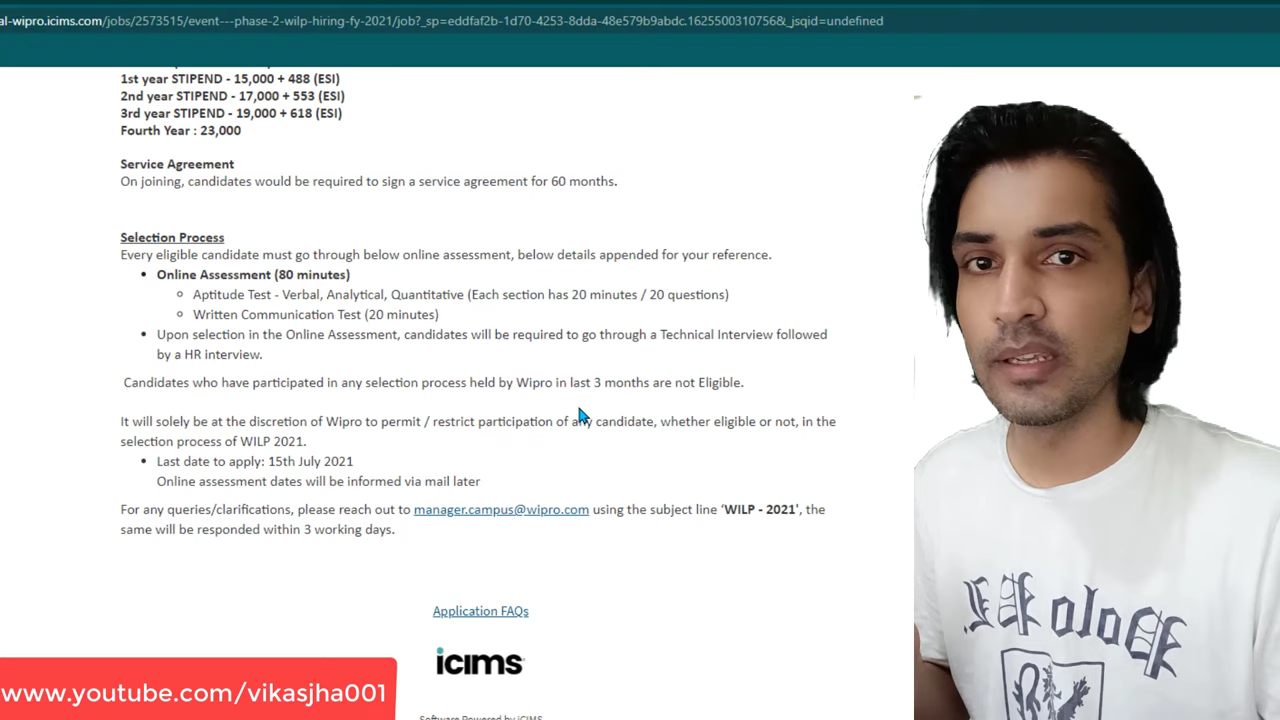 al-wipro.icims.com/jobs/2573515/event---phase-2-wilp-hiring-fy-2021/job?_sp=eddfaf2b-1d70-4253-8dda-48e579b9abdc.1625500310756&_jsqid=undefined
1st year STIPEND - 15,000 + 488 (ESI)
2nd year STIPEND - 17,000 + 553 (ESI)
3rd year STIPEND - 19,000 + 618 (ESI)
Fourth Year : 23,000
Service Agreement
On joining, candidates would be required to sign a service agreement for 60 months.
Selection Process
Every eligible candidate must go through below online assessment, below details appended for your reference.
Online Assessment (80 minutes)
Aptitude Test - Verbal, Analytical, Quantitative (Each section has 20 minutes / 20 questions)
Written Communication Test (20 minutes)
Upon selection in the Online Assessment, candidates will be required to go through a Technical Interview followed
by a HR interview.
Candidates who have participated in any selection process held by Wipro in last 3 months are not Eligible.
It will solely be at the discretion of Wipro to permit / restrict participation of any candidate, whether eligible or not, in the
selection process of WILP 2021.
Last date to apply: 15th July 2021
Online assessment dates will be informed via mail later
For any queries/clarifications, please reach out to manager.campus@wipro.com using the subject line ‘WILP - 2021', the
same will be responded within 3 working days.
Application FAQs
icims
Software Powered by iCIMS
www.youtube.com/vikasjha001